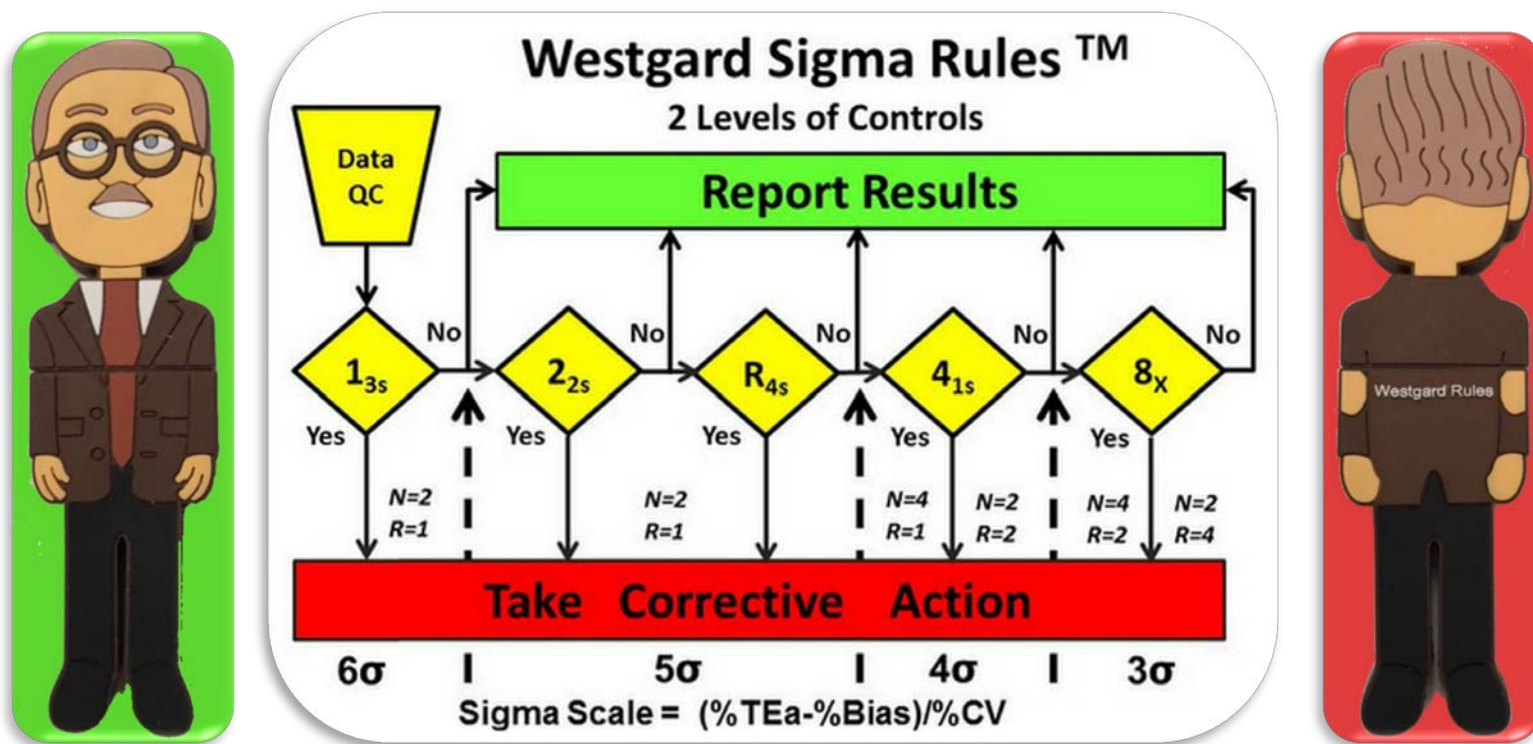 Westgard Sigma Rules TM
2 Levels of Controls
Data
QC
Report Results
No
No
No
No
No
13s
22s
R4s
41s
8X
Westgard Rules
Yes
Yes
Yes
Yes
Yes
N=2
R=1
N=2
R=1
N=4
R=1
N=2
R=2
N=4
R=2
N=2
R=4
Take Corrective Action
6σ
5σ
4σ
3σ
Sigma Scale = (%TEa-%Bias)/%CV